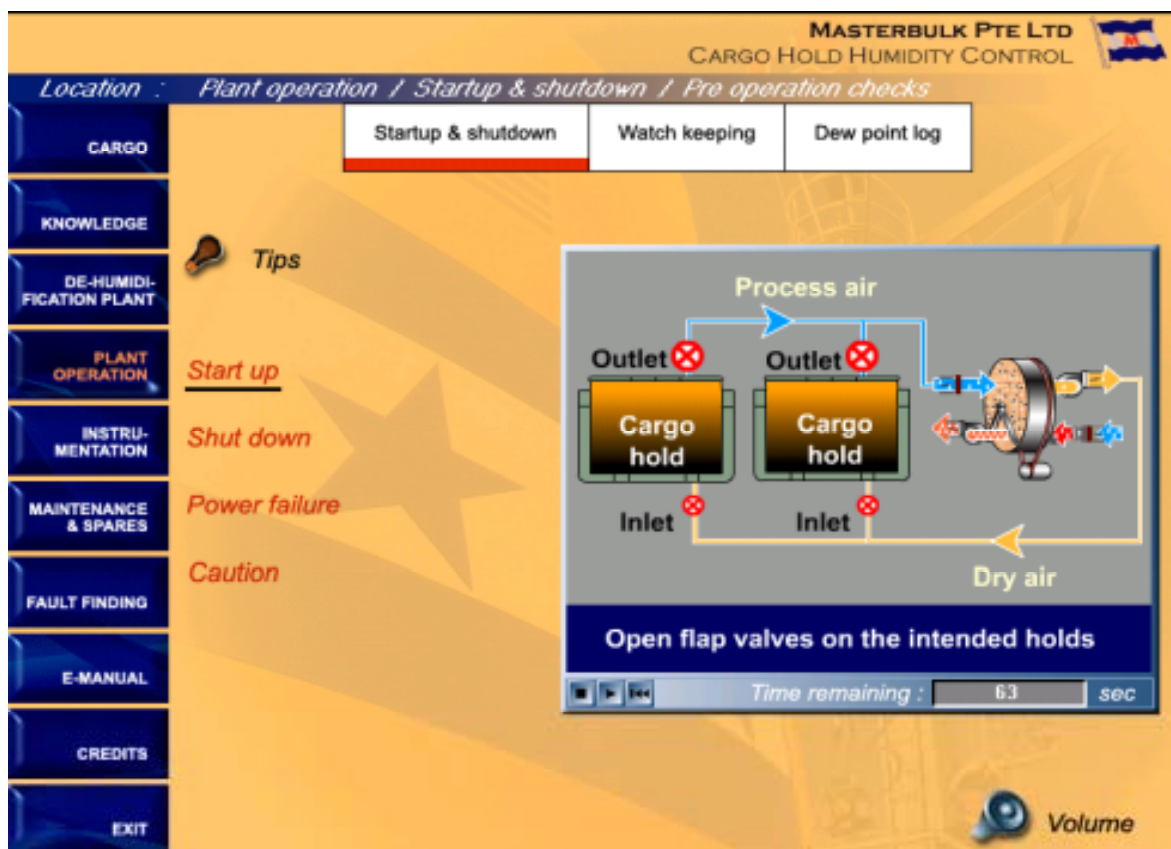 MASTERBULK PTE LTD
CARGO HOLD HUMIDITY CONTROL
M
Location : Plant operation / Startup & shutdown / Pre operation checks
Startup & shutdown
Watch keeping
Dew point log
CARGO
KNOWLEDGE
DE-HUMIDI-
FICATION PLANT
PLANT
OPERATION
INSTRU-
MENTATION
MAINTENANCE
& SPARES
FAULT FINDING
E-MANUAL
CREDITS
EXIT
Tips
Start up
Shut down
Power failure
Caution
Process air
Outlet
Outlet
Cargo
hold
Cargo
hold
Inlet
Inlet
Dry air
Open flap valves on the intended holds
Time remaining : 63 sec
Volume